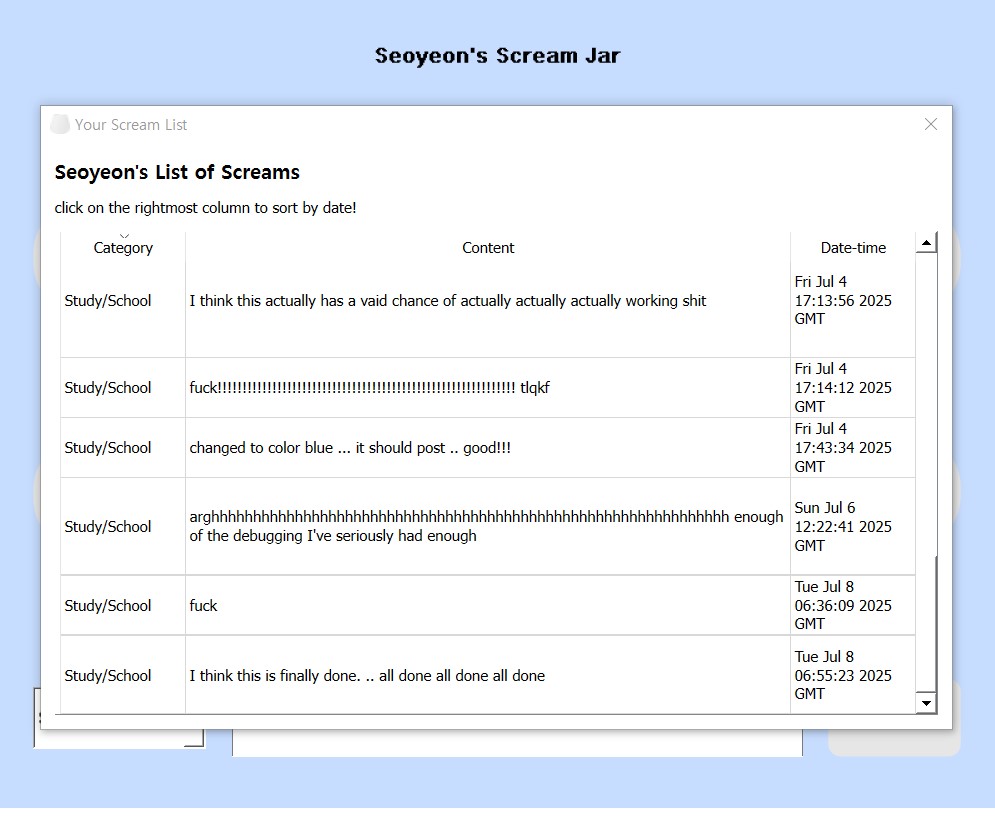 Seoyeon's Scream Jar
Your Scream List
Seoyeon's List of Screams
click on the rightmost column to sort by date!
Category Content Date-time
Study/School I think this actually has a vaid chance of actually actually actually working shit Fri Jul 4
17:13:56 2025
GMT
Study/School fuck!!!!!!!!!!!!!!!!!!!!!!!!!!!!!!!!!!!!!!!!!!!!!!!!!!!!!!!!!!!! tlqkf Fri Jul 4
17:14:12 2025
GMT
Study/School changed to color blue ... it should post .. good!!! Fri Jul 4
17:43:34 2025
GMT
Study/School arghhhhhhhhhhhhhhhhhhhhhhhhhhhhhhhhhhhhhhhhhhhhhhhhhhhhhhhhhhhhhh enough
of the debugging I've seriously had enough Sun Jul 6
12:22:41 2025
GMT
Study/School fuck Tue Jul 8
06:36:09 2025
GMT
Study/School I think this is finally done. .. all done all done all done Tue Jul 8
06:55:23 2025
GMT